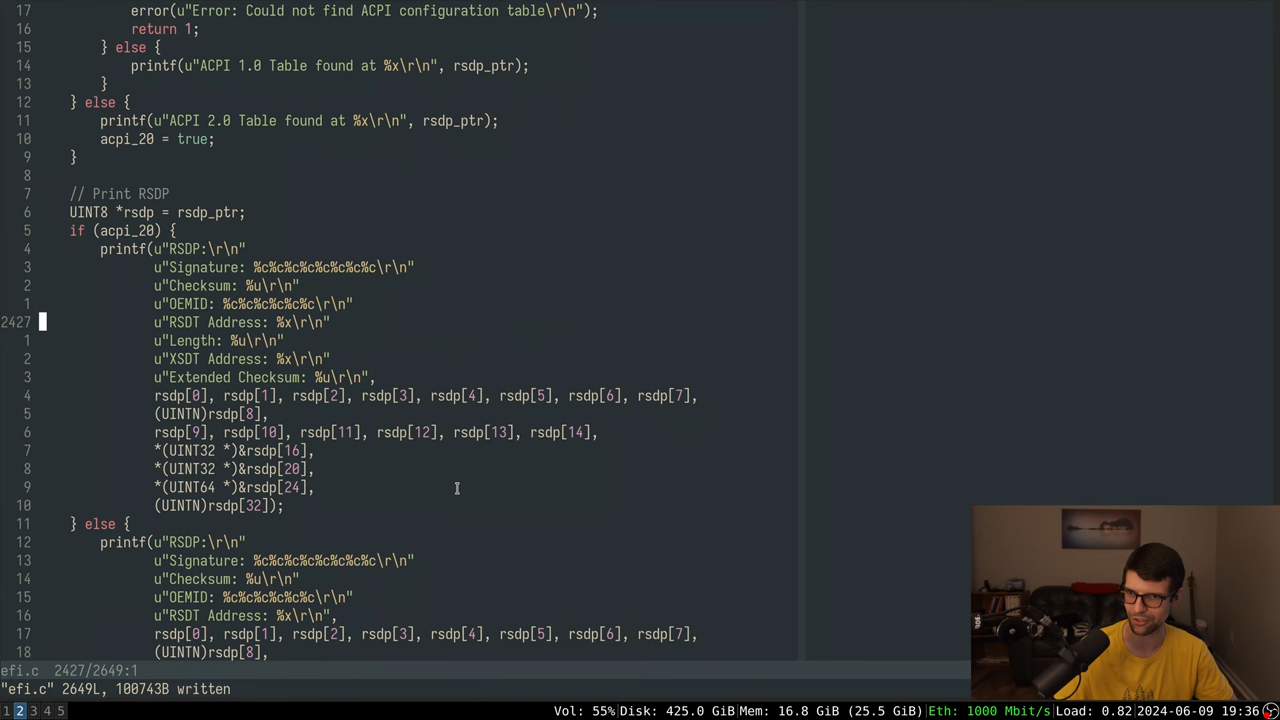 17 error(u"Error: Could not find ACPI configuration table\r\n");
16 return 1;
15 } else {
14 printf(u"ACPI 1.0 Table found at %x\r\n", rsdp_ptr);
13 }
12 } else {
11 printf(u"ACPI 2.0 Table found at %x\r\n", rsdp_ptr);
10 acpi_20 = true;
9 }
8
7 // Print RSDP
6 UINT8 *rsdp = rsdp_ptr;
5 if (acpi_20) {
4 printf(u"RSDP:\r\n"
3 u"Signature: %c%c%c%c%c%c%c%c\r\n"
2 u"Checksum: %u\r\n"
1 u"OEMID: %c%c%c%c%c%c\r\n"
2427 u"RSDT Address: %x\r\n"
1 u"Length: %u\r\n"
2 u"XSDT Address: %x\r\n"
3 u"Extended Checksum: %u\r\n",
4 rsdp[0], rsdp[1], rsdp[2], rsdp[3], rsdp[4], rsdp[5], rsdp[6], rsdp[7],
5 (UINTN)rsdp[8],
6 rsdp[9], rsdp[10], rsdp[11], rsdp[12], rsdp[13], rsdp[14],
7 *(UINT32 *)&rsdp[16],
8 *(UINT32 *)&rsdp[20],
9 *(UINT64 *)&rsdp[24],
10 (UINTN)rsdp[32]);
11 } else {
12 printf(u"RSDP:\r\n"
13 u"Signature: %c%c%c%c%c%c%c%c\r\n"
14 u"Checksum: %u\r\n"
15 u"OEMID: %c%c%c%c%c%c\r\n"
16 u"RSDT Address: %x\r\n",
17 rsdp[0], rsdp[1], rsdp[2], rsdp[3], rsdp[4], rsdp[5], rsdp[6], rsdp[7],
18 (UINTN)rsdp[8],
efi.c 2427/2649:1
"efi.c" 2649L, 100743B written
1 2 3 4 5 Vol: 55%|Disk: 425.0 GiB|Mem: 16.8 GiB (25.5 GiB)|Eth: 1000 Mbit/s|Load: 0.82|2024-06-09 19:36